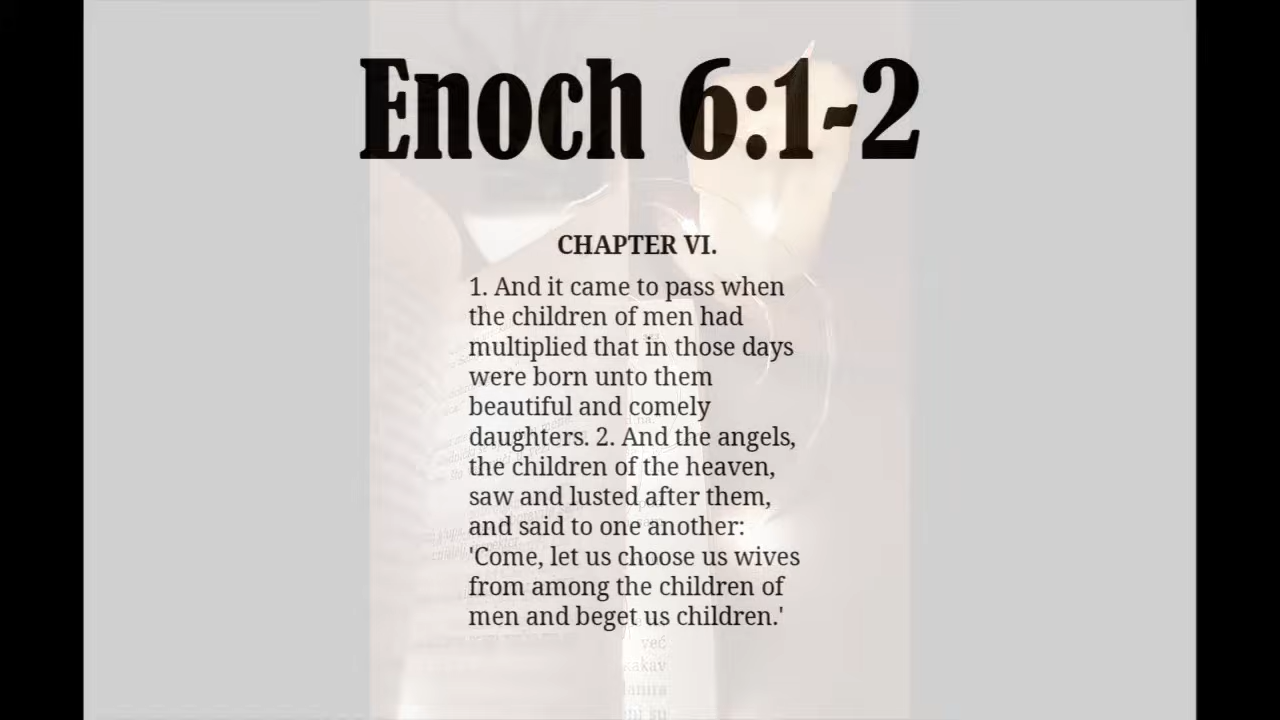 Enoch 6:1-2
CHAPTER VI.
1. And it came to pass when
the children of men had
multiplied that in those days
were born unto them
beautiful and comely
daughters. 2. And the angels,
the children of the heaven,
saw and lusted after them,
and said to one another:
'Come, let us choose us wives
from among the children of
men and beget us children.'
već
kakav